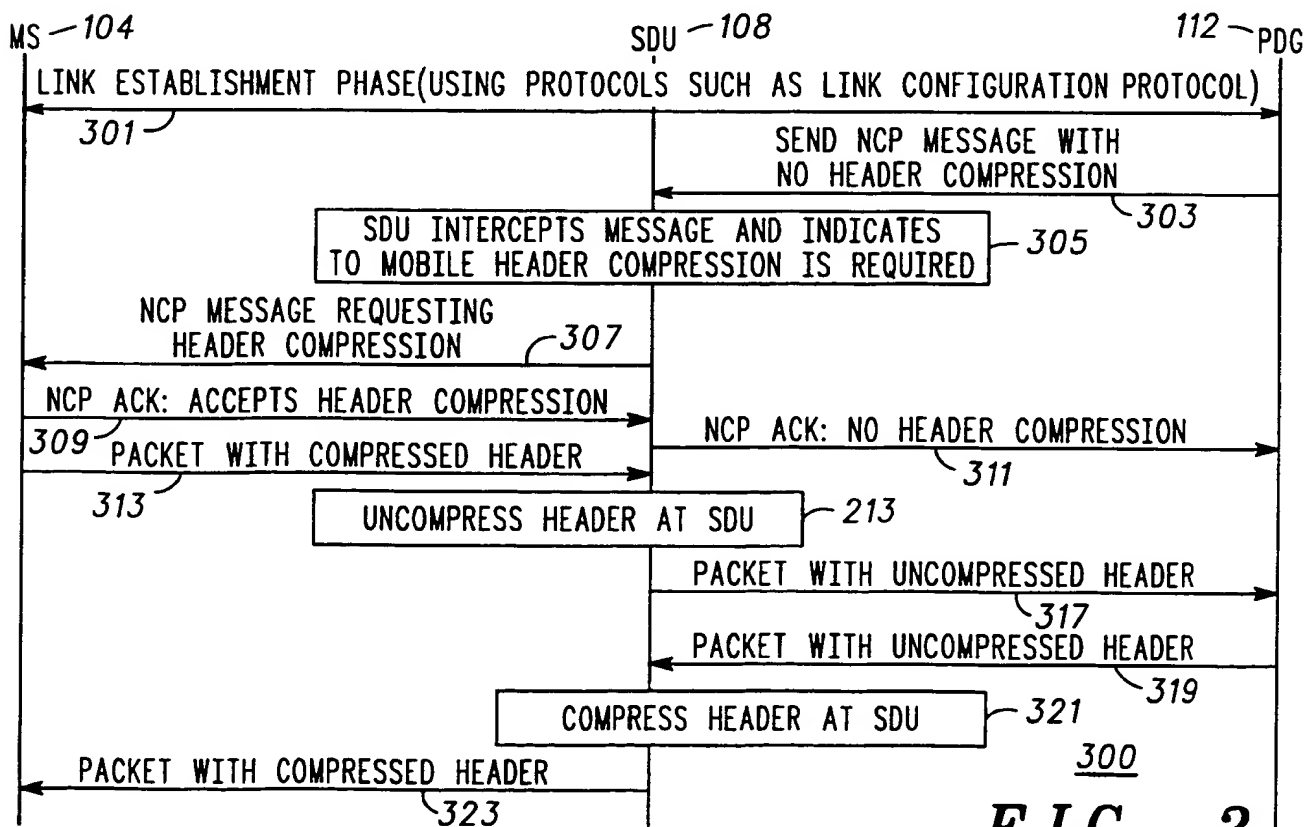 MS 104
SDU 108
112 PDG
LINK ESTABLISHMENT PHASE(USING PROTOCOLS SUCH AS LINK CONFIGURATION PROTOCOL)
301
SEND NCP MESSAGE WITH
NO HEADER COMPRESSION
303
SDU INTERCEPTS MESSAGE AND INDICATES
TO MOBILE HEADER COMPRESSION IS REQUIRED
305
NCP MESSAGE REQUESTING
HEADER COMPRESSION
307
NCP ACK: ACCEPTS HEADER COMPRESSION
309
NCP ACK: NO HEADER COMPRESSION
311
PACKET WITH COMPRESSED HEADER
313
UNCOMPRESS HEADER AT SDU
213
PACKET WITH UNCOMPRESSED HEADER
317
PACKET WITH UNCOMPRESSED HEADER
319
COMPRESS HEADER AT SDU
321
300
PACKET WITH COMPRESSED HEADER
323